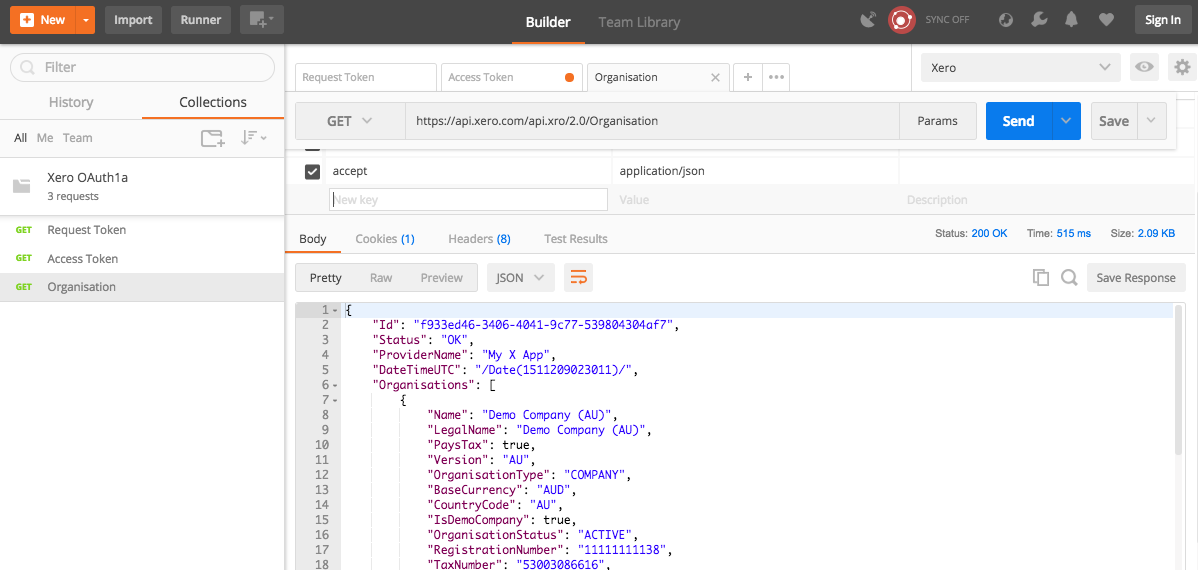 New Import Runner Builder Team Library SYNC OFF Sign In
Filter
History Collections
All Me Team
Xero OAuth1a
3 requests
GET Request Token
GET Access Token
GET Organisation
Request Token Access Token Organisation Xero
GET https://api.xero.com/api.xro/2.0/Organisation Params Send Save
accept application/json
New key Value Description
Body Cookies (1) Headers (8) Test Results Status: 200 OK Time: 515 ms Size: 2.09 KB
Pretty Raw Preview JSON Save Response
1 {
2 "Id": "f933ed46-3406-4041-9c77-539804304af7",
3 "Status": "OK",
4 "ProviderName": "My X App",
5 "DateTimeUTC": "/Date(1511209023011)/",
6 "Organisations": [
7 {
8 "Name": "Demo Company (AU)",
9 "LegalName": "Demo Company (AU)",
10 "PaysTax": true,
11 "Version": "AU",
12 "OrganisationType": "COMPANY",
13 "BaseCurrency": "AUD",
14 "CountryCode": "AU",
15 "IsDemoCompany": true,
16 "OrganisationStatus": "ACTIVE",
17 "RegistrationNumber": "11111111138",
18 "TaxNumber": "53003086616",